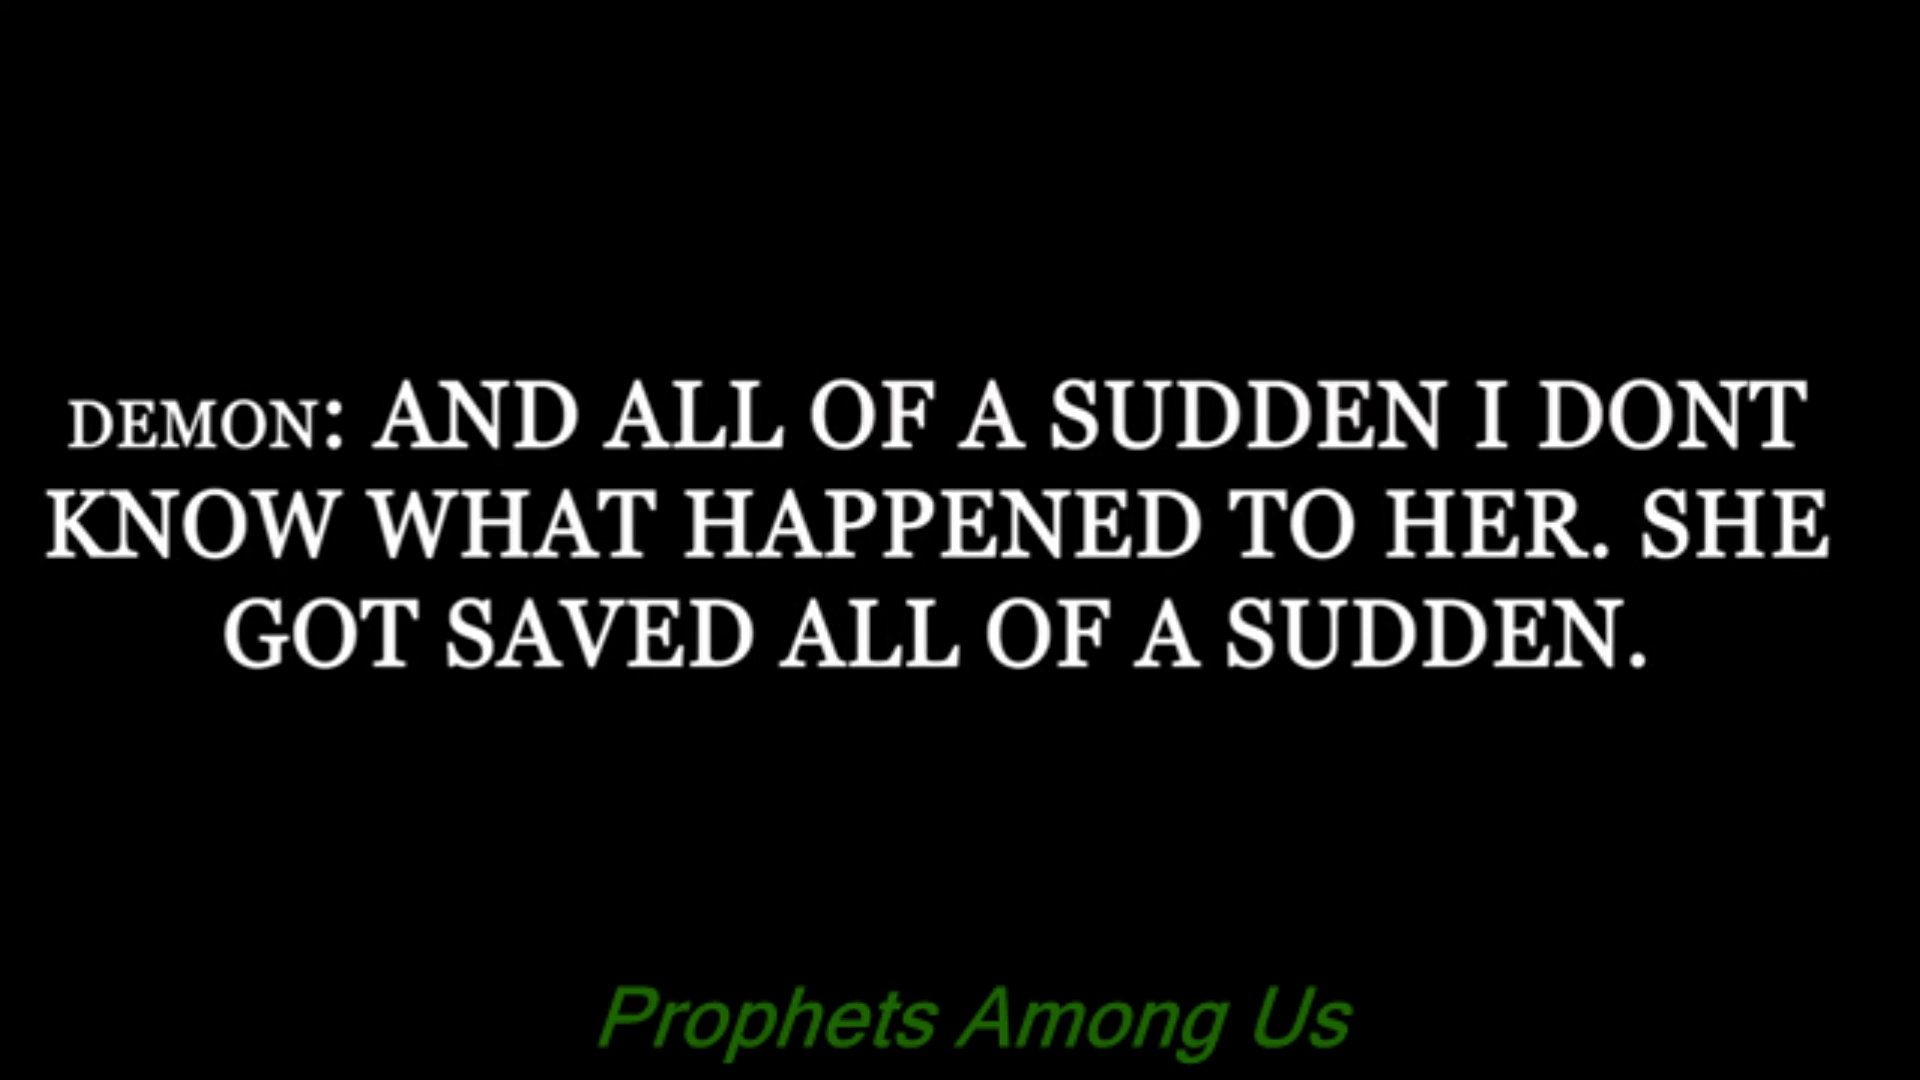 DEMON: AND ALL OF A SUDDEN I DONT
KNOW WHAT HAPPENED TO HER. SHE
GOT SAVED ALL OF A SUDDEN.
Prophets Among Us